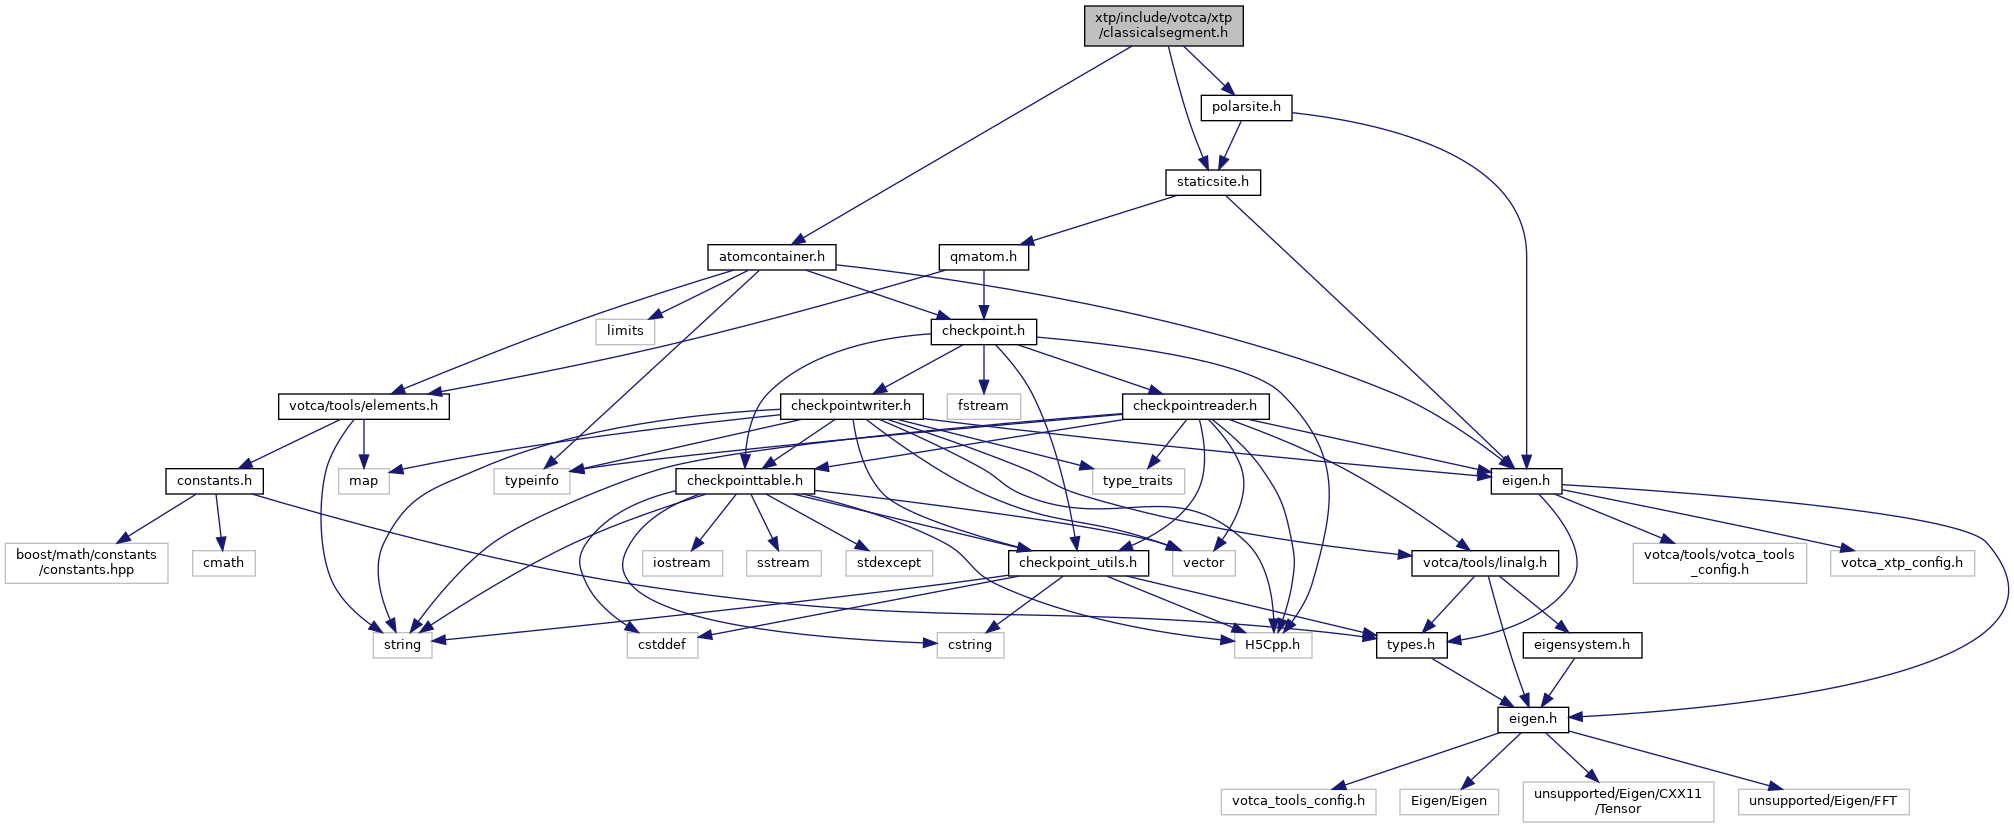 xtp/include/votca/xtp
/classicalsegment.h
polarsite.h
staticsite.h
atomcontainer.h
qmatom.h
limits
checkpoint.h
votca/tools/elements.h
checkpointwriter.h
fstream
checkpointreader.h
constants.h
map
typeinfo
checkpointtable.h
type_traits
eigen.h
boost/math/constants
/constants.hpp
cmath
iostream
sstream
stdexcept
checkpoint_utils.h
vector
votca/tools/linalg.h
votca/tools/votca_tools
_config.h
votca_xtp_config.h
string
cstddef
cstring
H5Cpp.h
types.h
eigensystem.h
eigen.h
votca_tools_config.h
Eigen/Eigen
unsupported/Eigen/CXX11
/Tensor
unsupported/Eigen/FFT